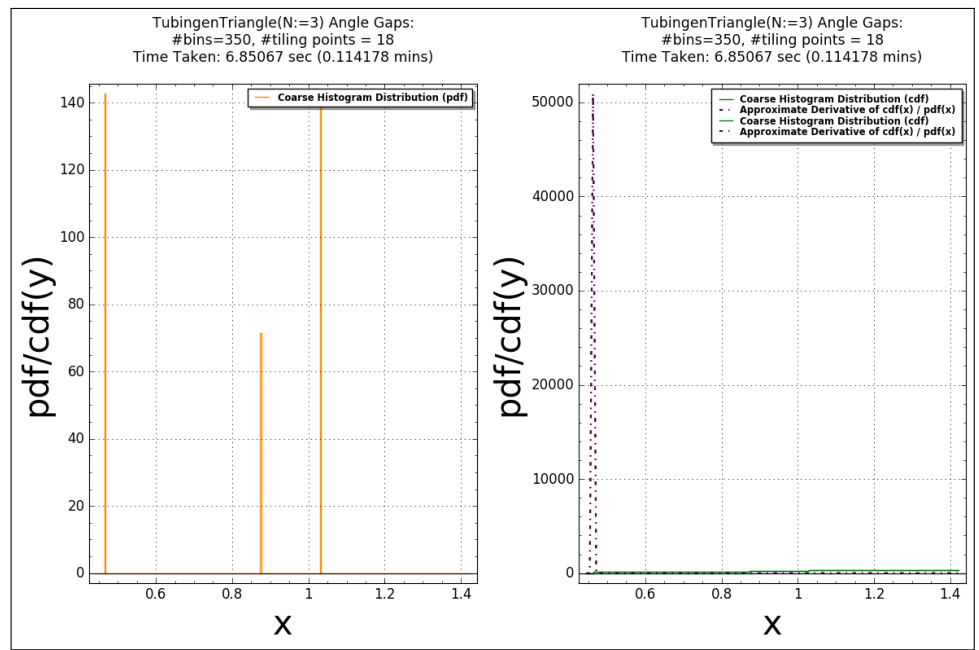 TubingenTriangle(N:=3) Angle Gaps:
#bins=350, #tiling points = 18
Time Taken: 6.85067 sec (0.114178 mins)
Coarse Histogram Distribution (pdf)
140
120
100
80
60
40
20
0
pdf/cdf(y)
0.6
0.8
1
1.2
1.4
x
TubingenTriangle(N:=3) Angle Gaps:
#bins=350, #tiling points = 18
Time Taken: 6.85067 sec (0.114178 mins)
Coarse Histogram Distribution (cdf)
Approximate Derivative of cdf(x) / pdf(x)
Coarse Histogram Distribution (cdf)
Approximate Derivative of cdf(x) / pdf(x)
50000
40000
30000
20000
10000
0
pdf/cdf(y)
0.6
0.8
1
1.2
1.4
x